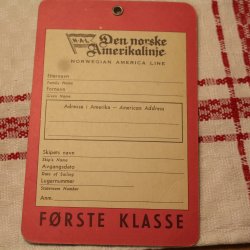 N·A·L
Den norske
Amerikalinje
NORWEGIAN AMERICA LINE
Etternavn
Family Name
Fornavn
Given Name
Adresse i Amerika - American Address
Skipets navn
Ship's Name
Avgangsdato
Date of Sailing
Lugarnummer
Stateroom Number
Anm.
FØRSTE KLASSE